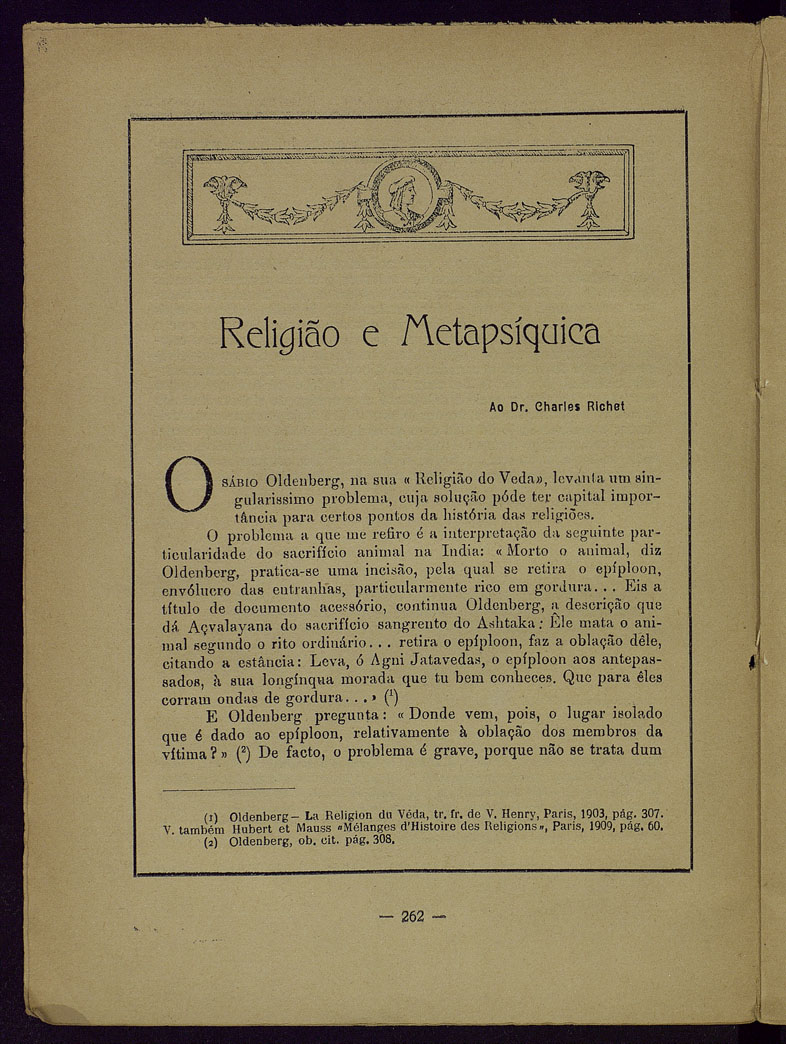 Religião e Metapsíquica
Ao Dr. Charles Richet
O SÁBIO Oldenberg, na sua « Religião do Veda», levanta um sin-
gularissimo problema, cuja solução póde ter capital impor-
tância para certos pontos da história das religiões.
O problema a que me refiro é a interpretação da seguinte par-
ticularidade do sacrifício animal na India: « Morto o animal, diz
Oldenberg, pratica-se uma incisão, pela qual se retira o epíploon,
envólucro das entranhas, particularmente rico em gordura... Eis a
título de documento acessório, continua Oldenberg, a descrição que
dá Açvalayana do sacrifício sangrento do Ashtaka: Êle mata o ani-
mal segundo o rito ordinário... retira o epíploon, faz a oblação dêle,
citando a estância: Leva, ó Agni Jatavedas, o epíploon aos antepas-
sados, à sua longínqua morada que tu bem conheces. Que para êles
corram ondas de gordura...» (¹)
E Oldenberg pregunta: « Donde vem, pois, o lugar isolado
que é dado ao epíploon, relativamente à oblação dos membros da
vítima?» (²) De facto, o problema é grave, porque não se trata dum
(1) Oldenberg — La Religion du Véda, tr. fr. de V. Henry, Paris, 1903, pág. 307.
V. também Hubert et Mauss «Mélanges d'Histoire des Religions», Paris, 1909, pág. 60.
(2) Oldenberg, ob. cit. pág. 308.
— 262 —